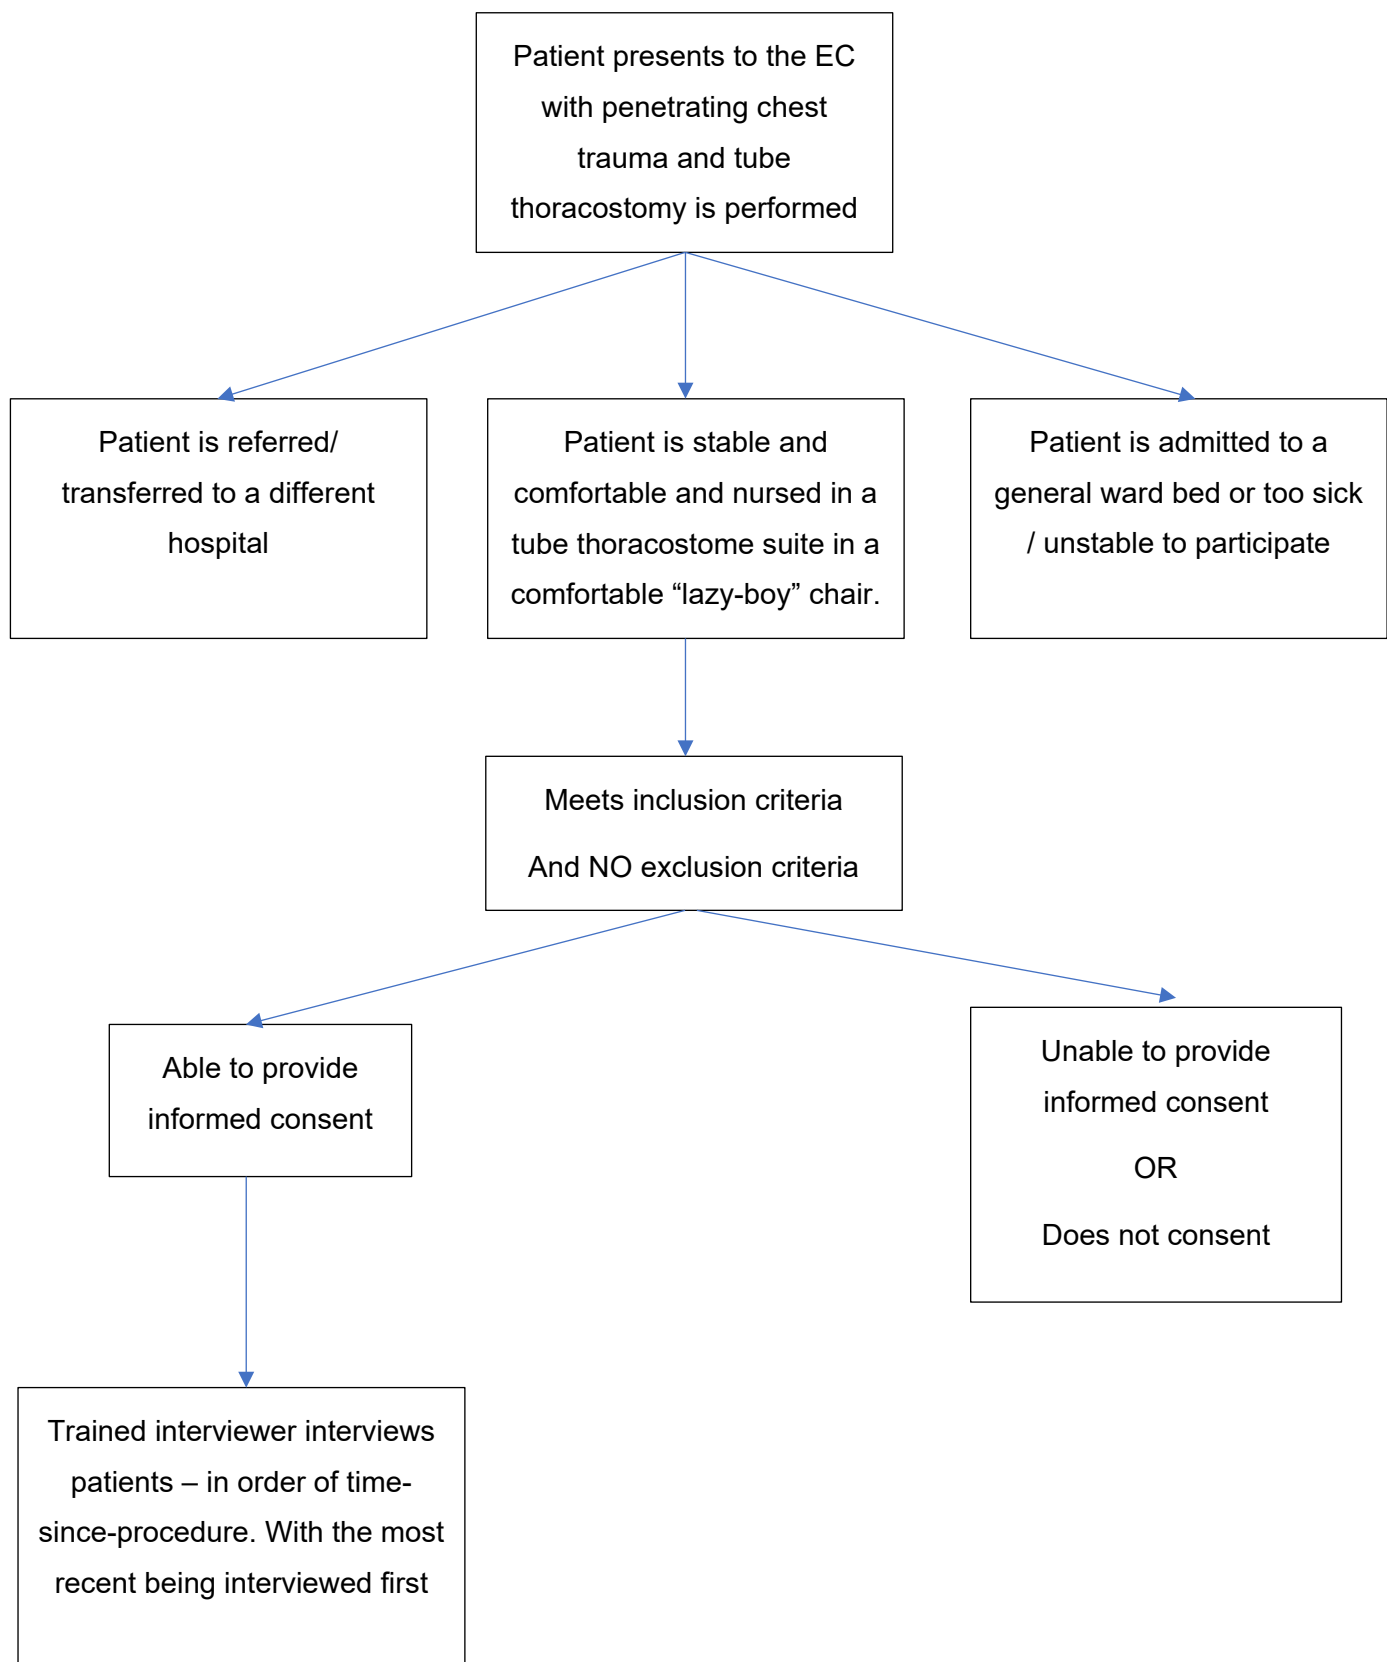 Patient presents to the EC
with penetrating chest
trauma and tube
thoracostomy is performed
Patient is referred/
transferred to a different
hospital
Patient is stable and
comfortable and nursed in a
tube thoracostome suite in a
comfortable “lazy-boy” chair.
Patient is admitted to a
general ward bed or too sick
/ unstable to participate
Meets inclusion criteria
And NO exclusion criteria
Able to provide
informed consent
Unable to provide
informed consent
OR
Does not consent
Trained interviewer interviews
patients – in order of time-
since-procedure. With the most
recent being interviewed first